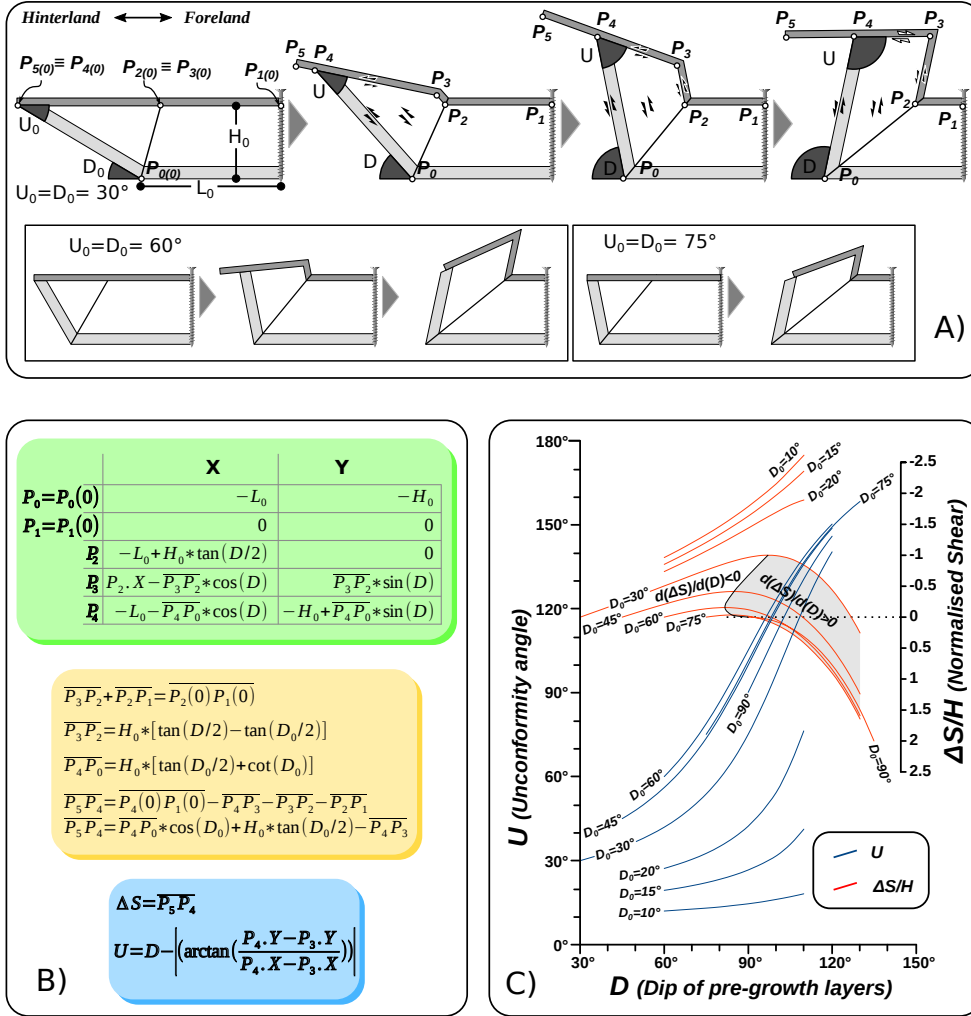 Hinterland Foreland
P5(0)≡ P4(0) P2(0)≡ P3(0) P1(0)
U0 H0
D0 P0(0)
L0
U0=D0= 30°
P5 P4 P3
U P2 P1
D P0
P4
P5 P3
U
P2 P1
D P0
P5 P4 P3
U
P2 P1
D P0
U0=D0= 60°
U0=D0= 75°
A)
X Y
P0=P0(0) −L0 −H0
P1=P1(0) 0 0
P2 −L0+H0*tan(D/2) 0
P3 P2.X−P3P2*cos(D) P3P2*sin(D)
P4 −L0−P4P0*cos(D) −H0+P4P0*sin(D)
P3P2+P2P1=P2(0)P1(0)
P3P2=H0*[tan(D/2)−tan(D0/2)]
P4P0=H0*[tan(D0/2)+cot(D0)]
P5P4=P4(0)P1(0)−P4P3−P3P2−P2P1
P5P4=P4P0*cos(D0)+H0*tan(D0/2)−P4P3
ΔS=P5P4
U=D−|(arctan(P4.Y−P3.Y/P4.X−P3.X))|
B)
180°
150°
120°
90°
60°
30°
0°
U (Unconformity angle)
30° 60° 90° 120° 150°
D (Dip of pre-growth layers)
-2.5
-2
-1.5
-1
-0.5
0
0.5
1
1.5
2
2.5
ΔS/H (Normalised Shear)
D0=10°
D0=15°
D0=20°
D0=75°
D0=30°
D0=45°
D0=60°
D0=75°
d(ΔS)/d(D)<0
d(ΔS)/d(D)>0
D0=90°
D0=90°
D0=60°
D0=45°
D0=30°
D0=20°
D0=15°
D0=10°
U
ΔS/H
C)